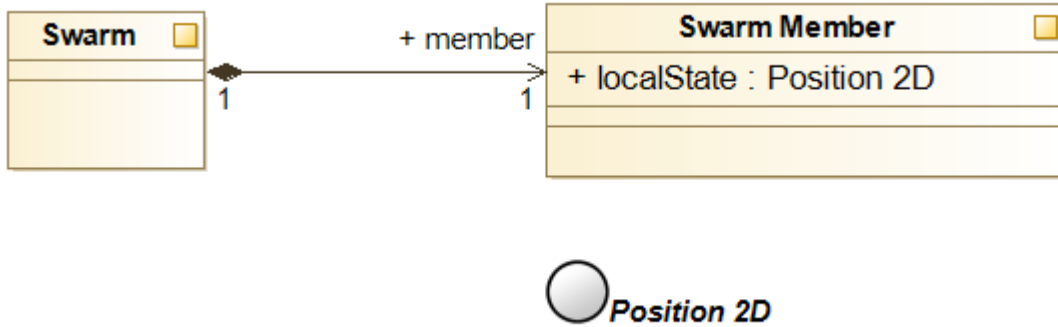 Swarm
+ member
1
1
Swarm Member
+ localState : Position 2D
Position 2D